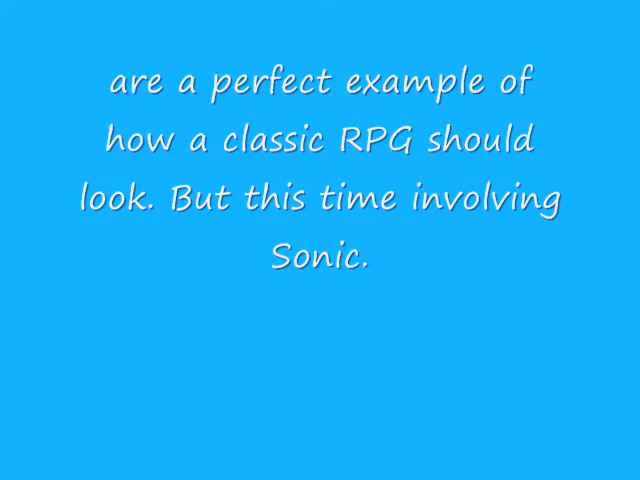 are a perfect example of
how a classic RPG should
look. But this time involving
Sonic.